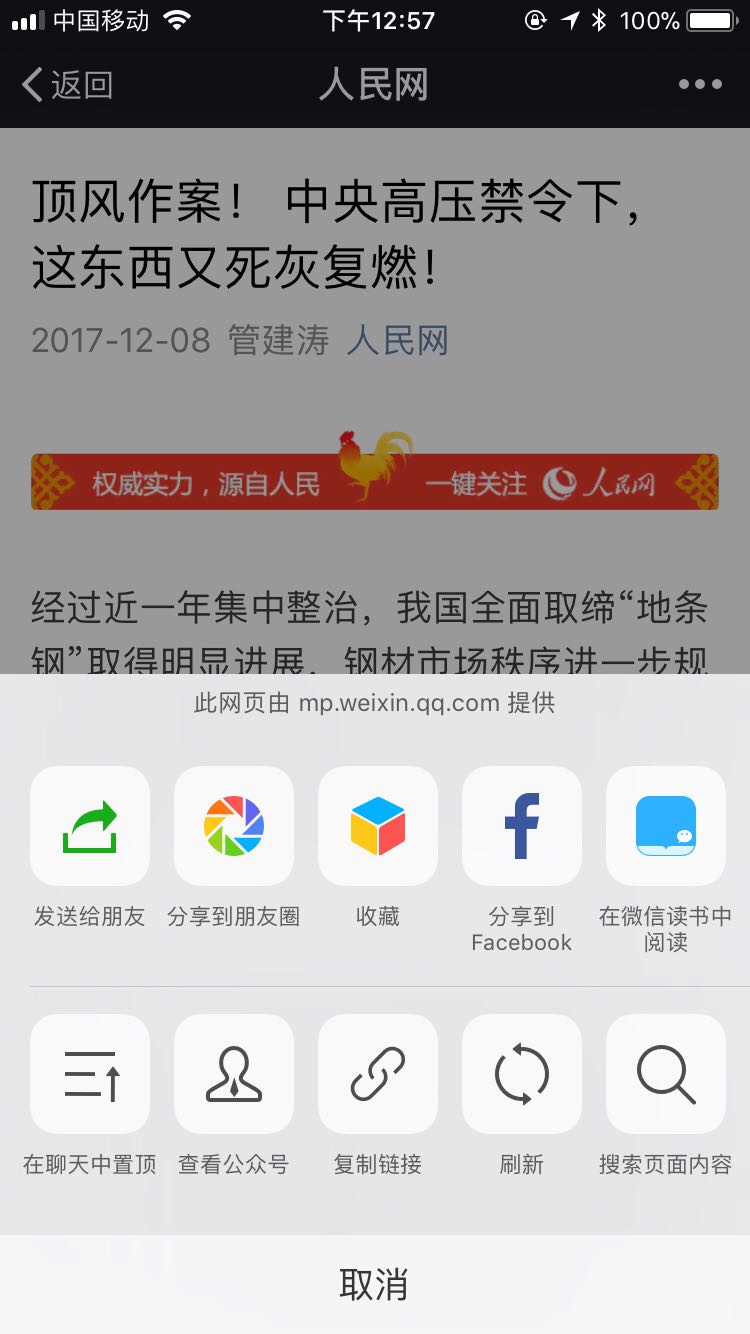 中国移动
下午12:57
100%
返回
人民网
顶风作案！ 中央高压禁令下，
这东西又死灰复燃！
2017-12-08 管建涛 人民网
权威实力，源自人民
一键关注 人民网
经过近一年集中整治，我国全面取缔“地条
钢”取得明显进展，钢材市场秩序进一步规
此网页由 mp.weixin.qq.com 提供
发送给朋友
分享到朋友圈
收藏
分享到
Facebook
在微信读书中
阅读
在聊天中置顶
查看公众号
复制链接
刷新
搜索页面内容
取消